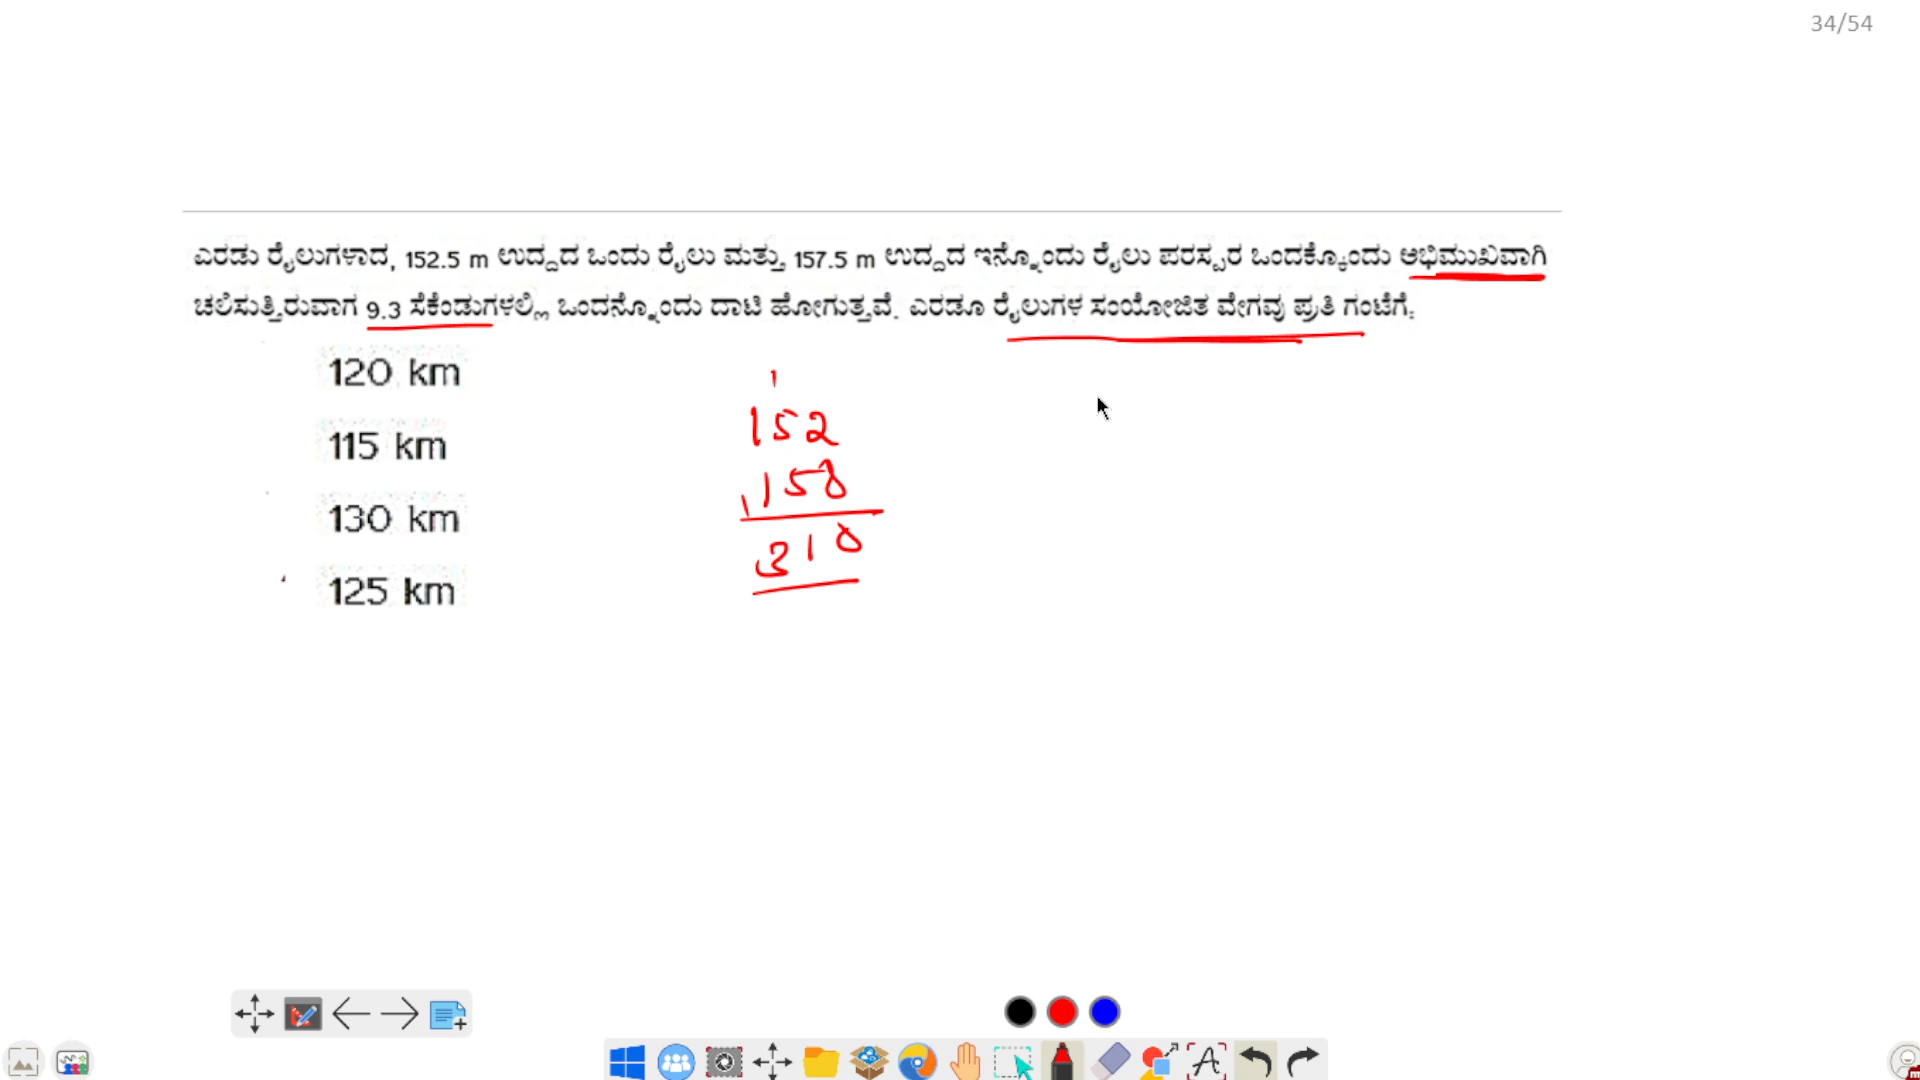 34/54
ಎರಡು ರೈಲುಗಳಾದ, 152.5 m ಉದ್ದದ ಒಂದು ರೈಲು ಮತ್ತು 157.5 m ಉದ್ದದ ಇನ್ನೊಂದು ರೈಲು ಪರಸ್ಪರ ಒಂದಕ್ಕೊಂದು ಅಭಿಮುಖವಾಗಿ
ಚಲಿಸುತ್ತಿರುವಾಗ 9.3 ಸೆಕೆಂಡುಗಳಲ್ಲಿ ಒಂದನ್ನೊಂದು ದಾಟಿ ಹೋಗುತ್ತವೆ. ಎರಡೂ ರೈಲುಗಳ ಸಂಯೋಜಿತ ವೇಗವು ಪ್ರತಿ ಗಂಟೆಗೆ:
120 km
115 km
130 km
125 km
1
152
158
310